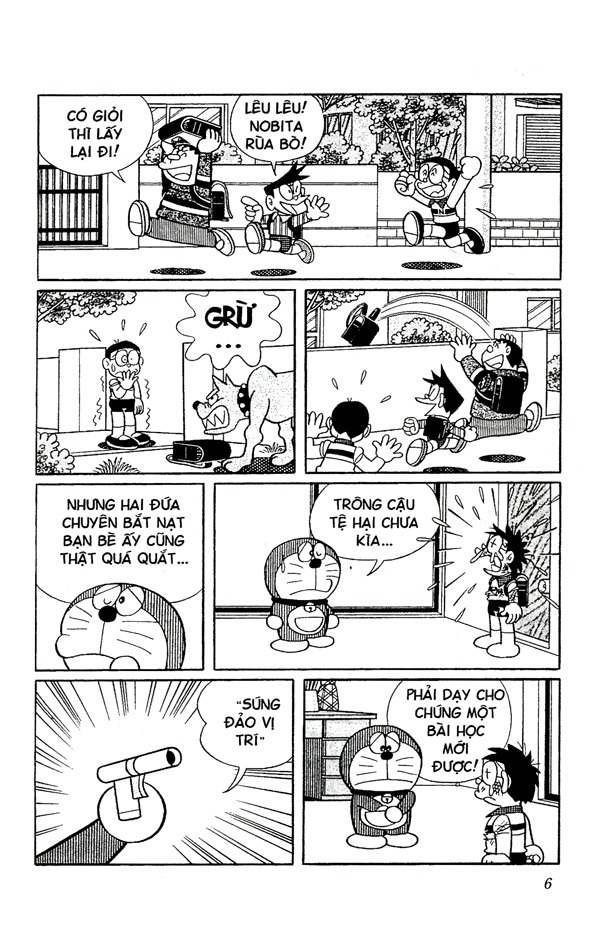 CÓ GIỎI
THÌ LẤY
LẠI ĐI!
LÊU LÊU!
NOBITA
RÙA BÒ!
GRỪ
...
NHƯNG HAI ĐỨA
CHUYÊN BẮT NẠT
BẠN BÈ ẤY CŨNG
THẬT QUÁ QUẮT...
TRÔNG CẬU
TỆ HẠI CHƯA
KÌA...
"SÚNG
ĐẢO VỊ
TRÍ"
PHẢI DẠY CHO
CHÚNG MỘT
BÀI HỌC
MỚI
ĐƯỢC!
6